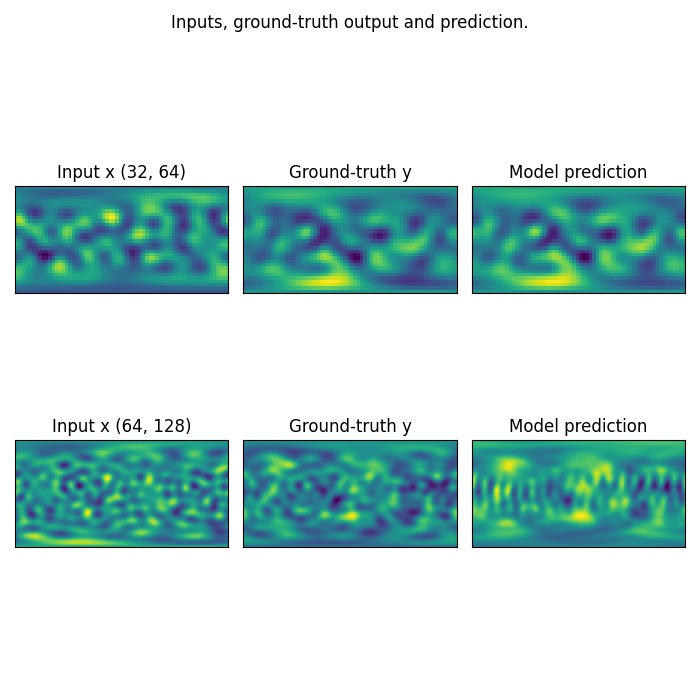 Inputs, ground-truth output and prediction.
Input x (32, 64)
Ground-truth y
Model prediction
Input x (64, 128)
Ground-truth y
Model prediction